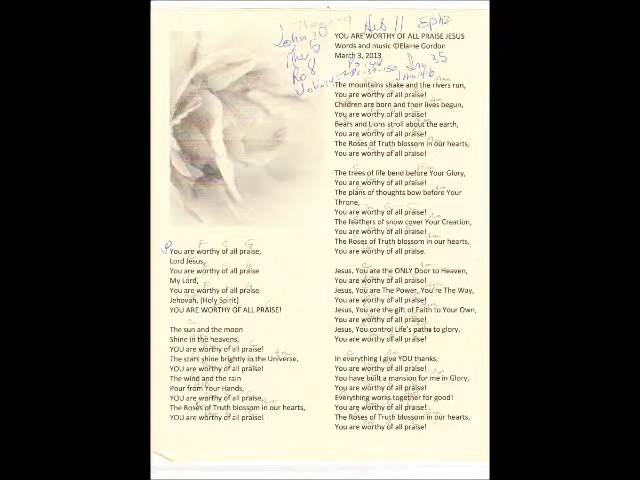 Heb 11 Eph 2
John 10
YOU ARE WORTHY OF ALL PRAISE JESUS
Words and music ©Elaine Gordon
March 3, 2013
You are worthy of all praise,
Lord Jesus,
You are worthy of all praise
My Lord,
You are worthy of all praise
Jehovah, (Holy Spirit)
YOU ARE WORTHY OF ALL PRAISE!
The sun and the moon
Shine in the heavens,
YOU are worthy of all praise!
The stars shine brightly in the Universe,
YOU are worthy of all praise!
The wind and the rain
Pour from Your Hands,
YOU are worthy of all praise,
The Roses of Truth blossom in our hearts,
YOU are worthy of all praise!
The mountains shake and the rivers run,
You are worthy of all praise!
Children are born and their lives begun,
You are worthy of all praise!
Bears and Lions stroll about the earth,
You are worthy of all praise!
The Roses of Truth blossom in our hearts,
You are worthy of all praise!
The trees of life bend before Your Glory,
You are worthy of all praise!
The plans of thoughts bow before Your
Throne,
You are worthy of all praise!
The feathers of snow cover Your Creation,
You are worthy of all praise!
The Roses of Truth blossom in our hearts,
You are worthy of all praise.
Jesus, You are the ONLY Door to Heaven,
You are worthy of all praise!
Jesus, You are The Power, You're The Way,
You are worthy of all praise!
Jesus, You are the gift of Faith to Your Own,
You are worthy of all praise!
Jesus, You control Life's paths to glory,
You are worthy of all praise!
In everything I give YOU thanks,
You are worthy of all praise!
You have built a mansion for me in Glory,
You are worthy of all praise!
Everything works together for good!
You are worthy of all praise!
The Roses of Truth blossom in our hearts,
You are worthy of all praise!